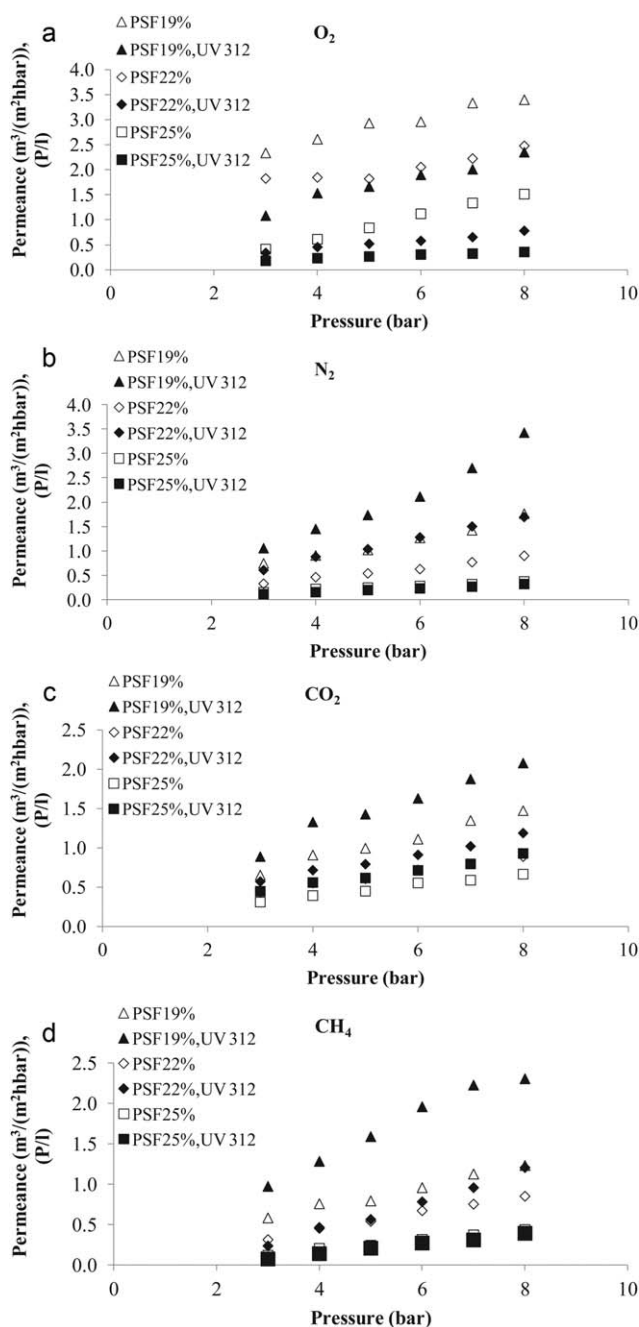 a
O₂
△PSF19%
▲PSF19%,UV 312
◇PSF22%
◆PSF22%,UV 312
□PSF25%
■PSF25%,UV 312
Permeance (m³/(m²hbar)),
(P/l)
4.0
3.5
3.0
2.5
2.0
1.5
1.0
0.5
0.0
0 2 4 6 8 10
Pressure (bar)
b
N₂
△PSF19%
▲PSF19%,UV 312
◇PSF22%
◆PSF22%,UV 312
□PSF25%
■PSF25%,UV 312
Permeance (m³/(m²hbar)),
(P/l)
4.0
3.5
3.0
2.5
2.0
1.5
1.0
0.5
0.0
0 2 4 6 8 10
Pressure (bar)
c
CO₂
△PSF19%
▲PSF19%,UV 312
◇PSF22%
◆PSF22%,UV 312
□PSF25%
■PSF25%,UV 312
Permeance (m³/(m²hbar)),
(P/l)
2.5
2.0
1.5
1.0
0.5
0.0
0 2 4 6 8 10
Pressure (bar)
d
CH₄
△PSF19%
▲PSF19%,UV 312
◇PSF22%
◆PSF22%,UV 312
□PSF25%
■PSF25%,UV 312
Permeance (m³/(m²hbar)),
(P/l)
2.5
2.0
1.5
1.0
0.5
0.0
0 2 4 6 8 10
Pressure (bar)